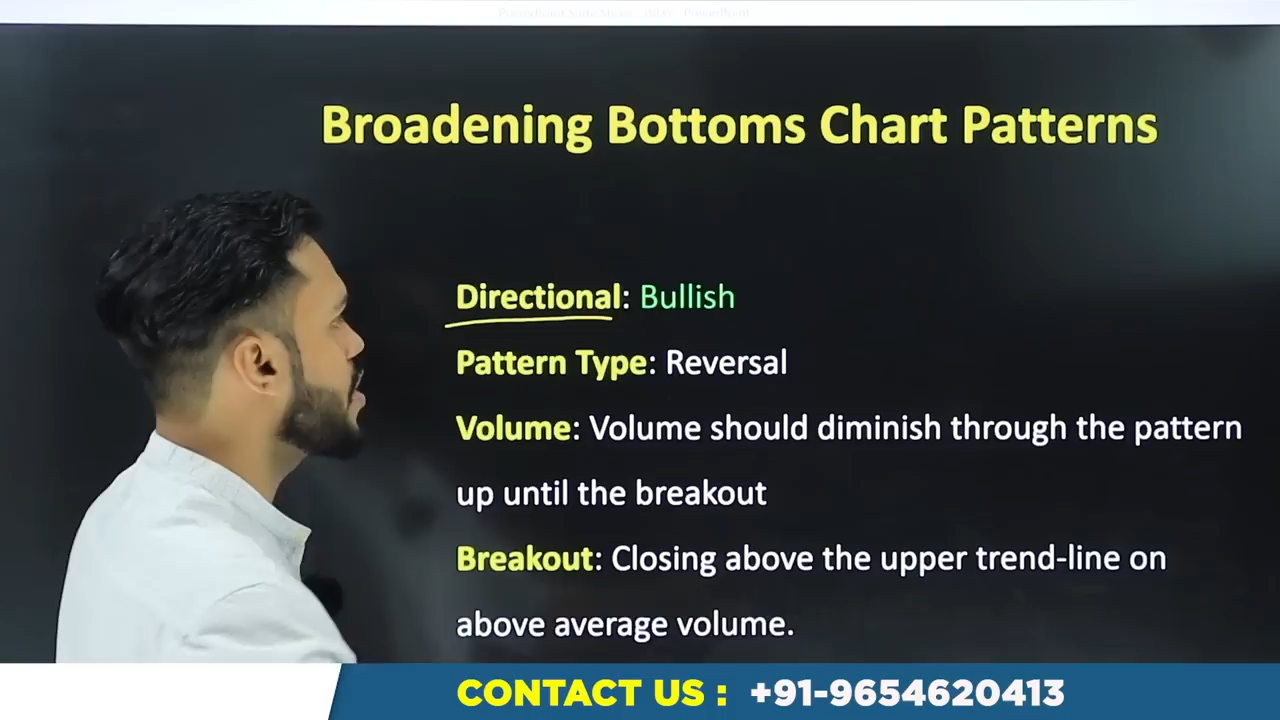 Broadening Bottoms Chart Patterns
Directional: Bullish
Pattern Type: Reversal
Volume: Volume should diminish through the pattern
up until the breakout
Breakout: Closing above the upper trend-line on
above average volume.
CONTACT US : +91-9654620413